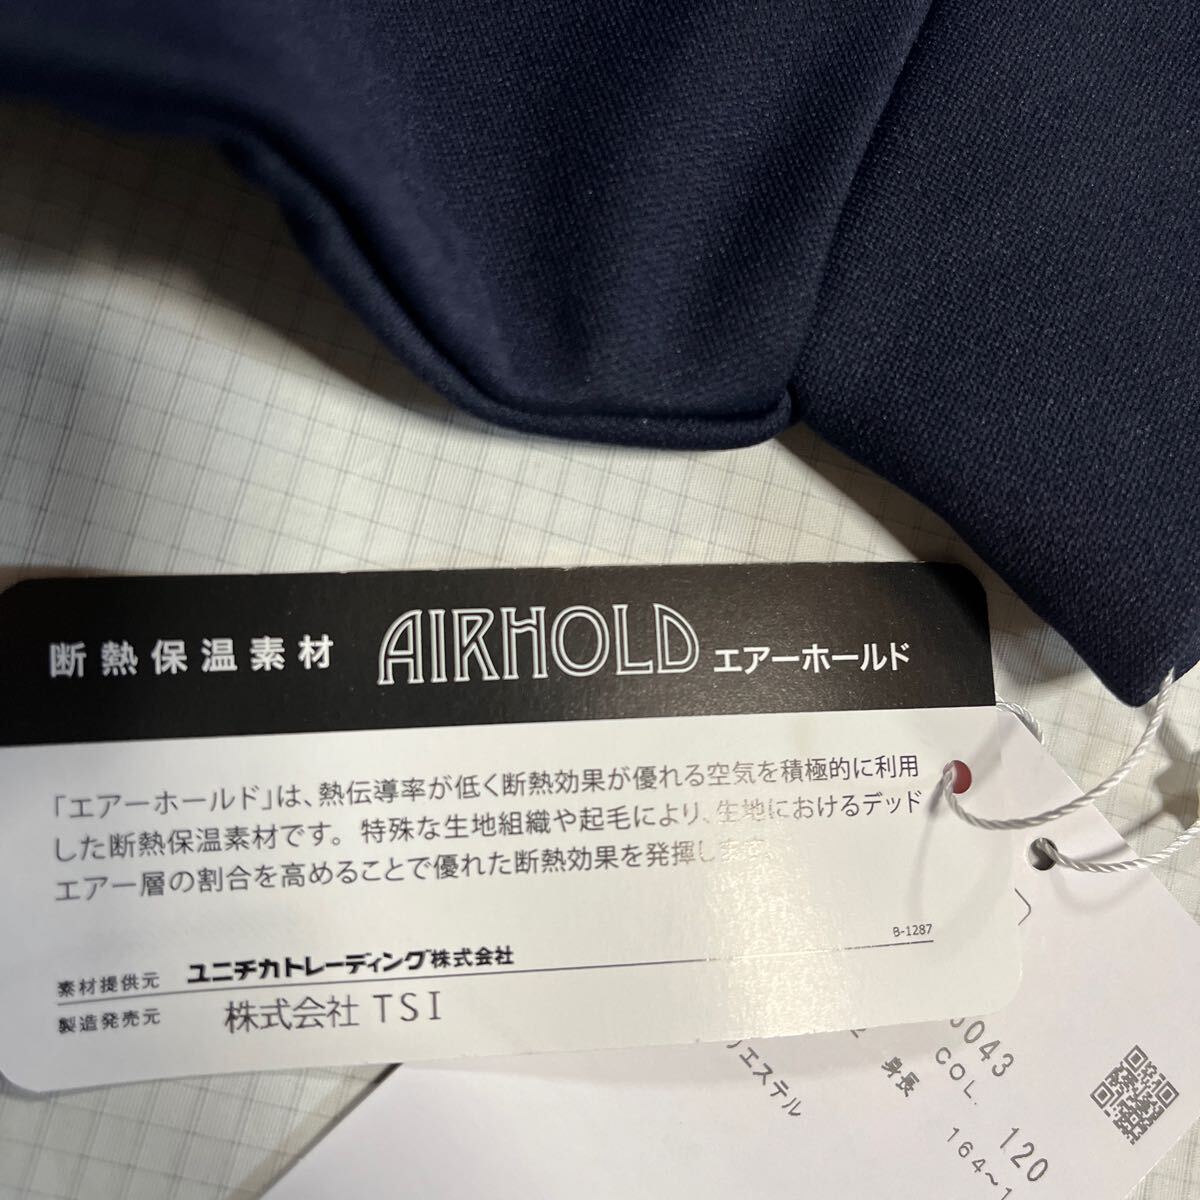 断熱保温素材 AIRHOLD エアーホールド
「エアーホールド」は、熱伝導率が低く断熱効果が優れる空気を積極的に利用
した断熱保温素材です。特殊な生地組織や起毛により、生地におけるデッド
エアー層の割合を高めることで優れた断熱効果を発揮します。
B-1287
素材提供元 ユニチカトレーディング株式会社
製造発売元 株式会社TSI
0043
COL. 120
身長 164~1
リエステル